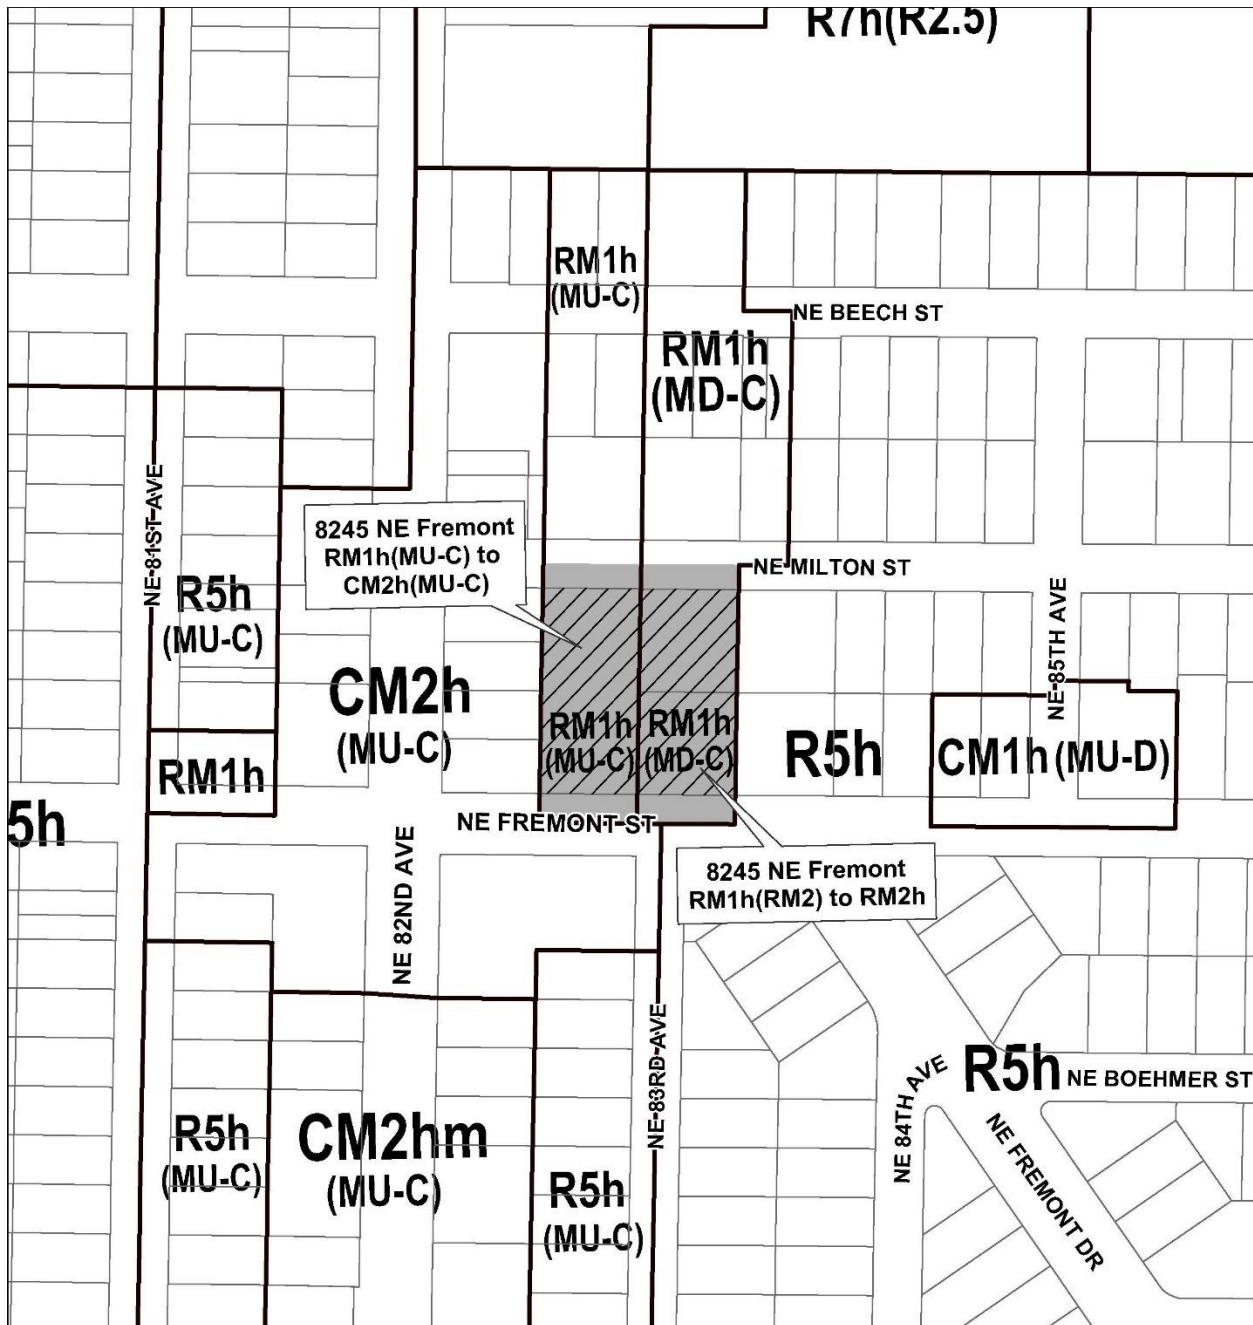 R7h(R2.5)
RM1h
(MU-C)
NE BEECH ST
RM1h
(MD-C)
NE 81ST AVE
8245 NE Fremont
RM1h(MU-C) to
CM2h(MU-C)
NE MILTON ST
R5h
(MU-C)
NE 85TH AVE
CM2h
(MU-C)
RM1h
(MU-C)
RM1h
(MD-C)
R5h
CM1h (MU-D)
RM1h
5h
NE FREMONT ST
NE 82ND AVE
8245 NE Fremont
RM1h(RM2) to RM2h
NE 83RD AVE
NE 84TH AVE
R5h
NE BOEHMER ST
R5h
(MU-C)
CM2hm
(MU-C)
R5h
(MU-C)
NE FREMONT DR